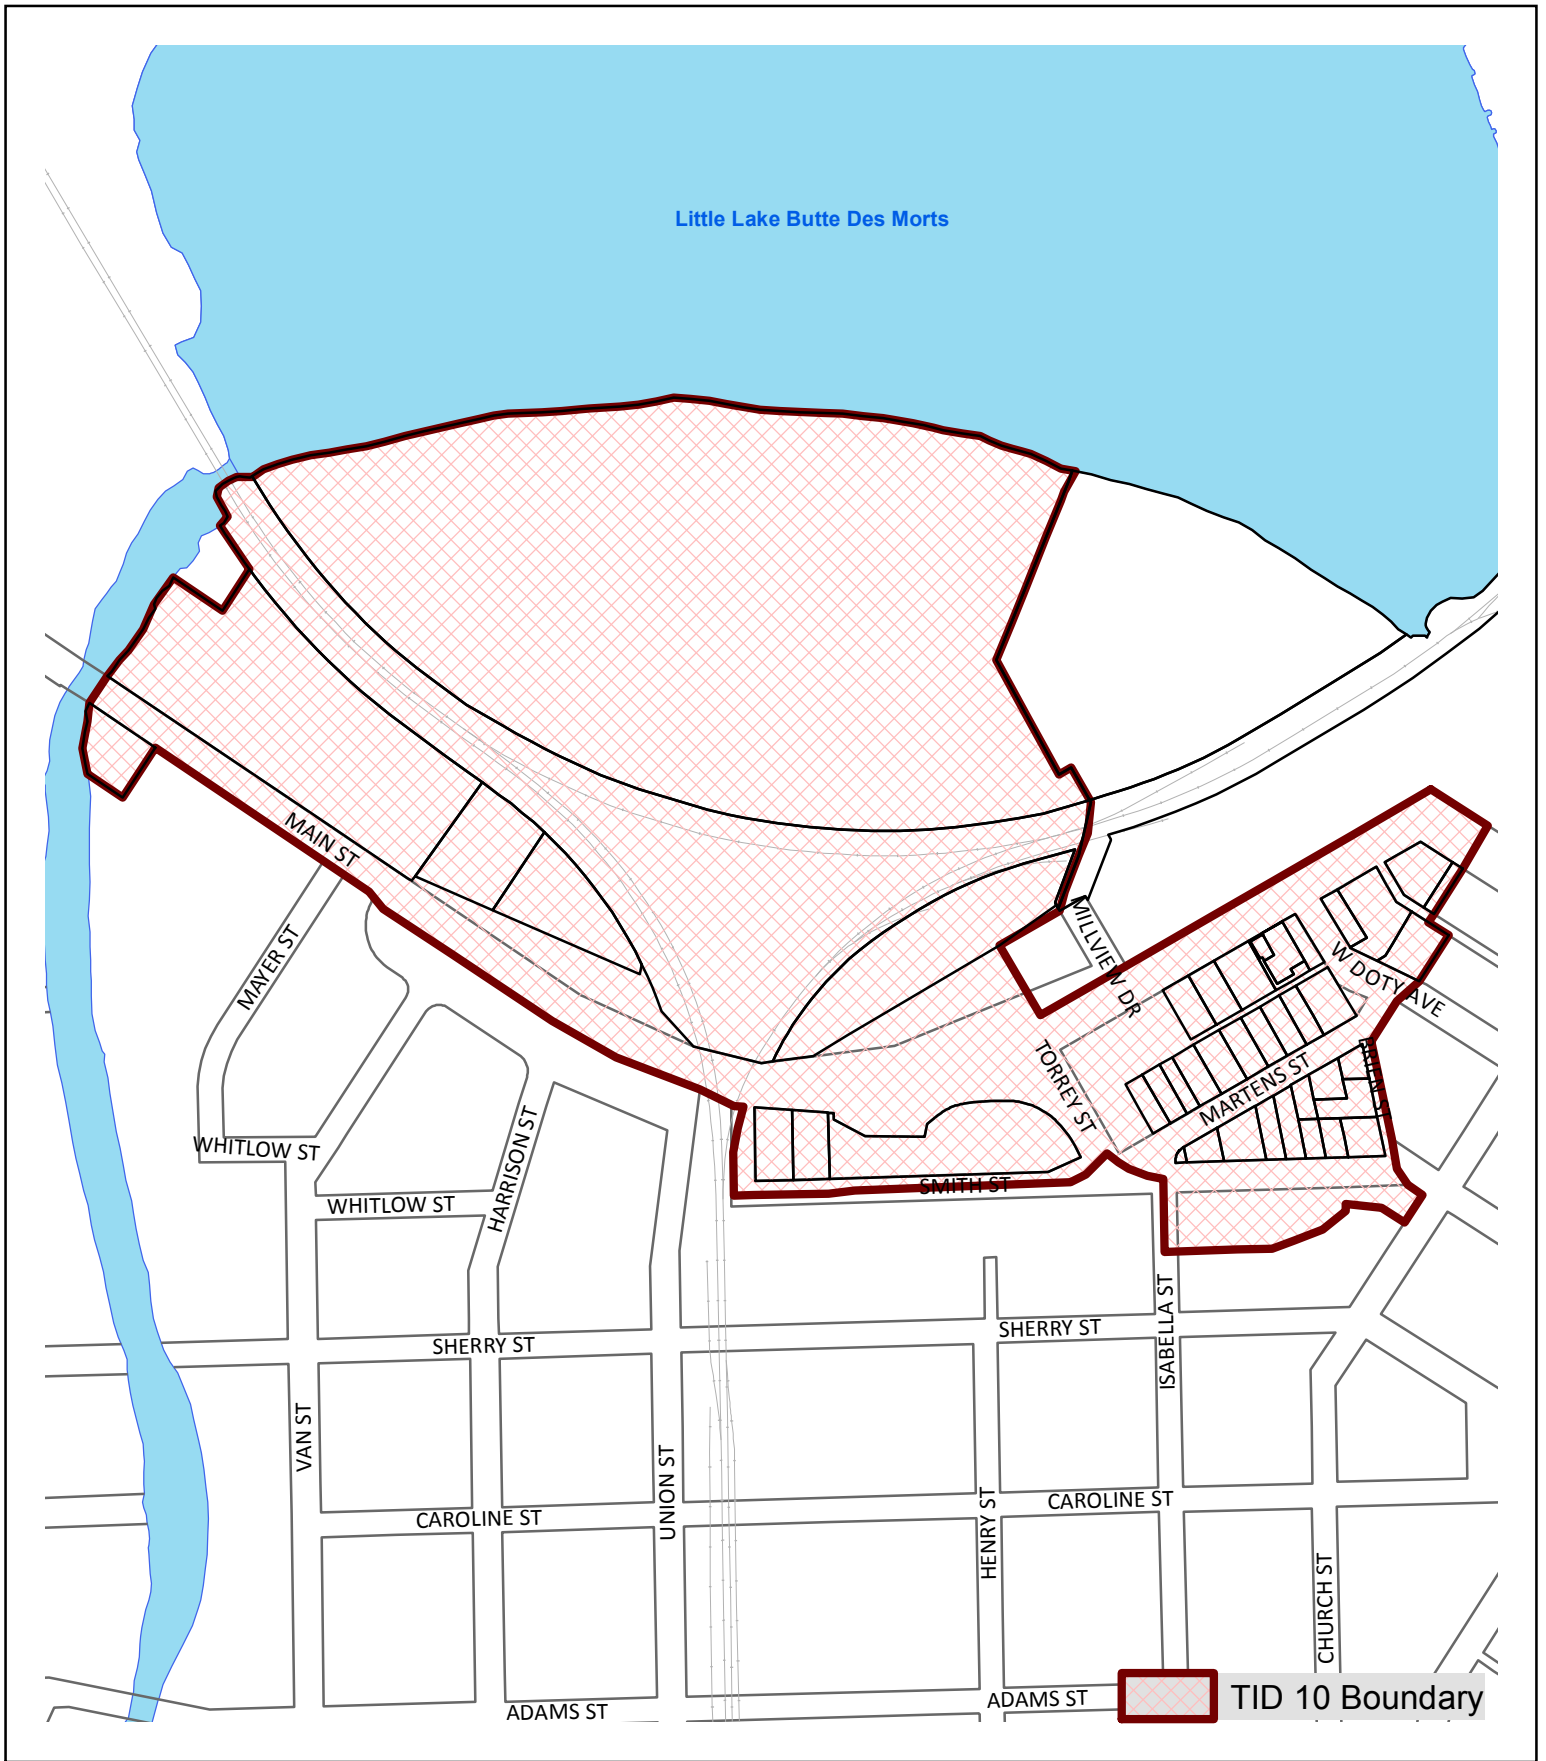 Little Lake Butte Des Morts
MAIN ST
MAYER ST
MILLVIEW DR
W DOTY AVE
TORREY ST
MARTENS ST
BRIEN ST
WHITLOW ST
HARRISON ST
WHITLOW ST
SMITH ST
SHERRY ST
SHERRY ST
ISABELLA ST
VAN ST
UNION ST
CAROLINE ST
CAROLINE ST
HENRY ST
CHURCH ST
ADAMS ST
ADAMS ST
TID 10 Boundary